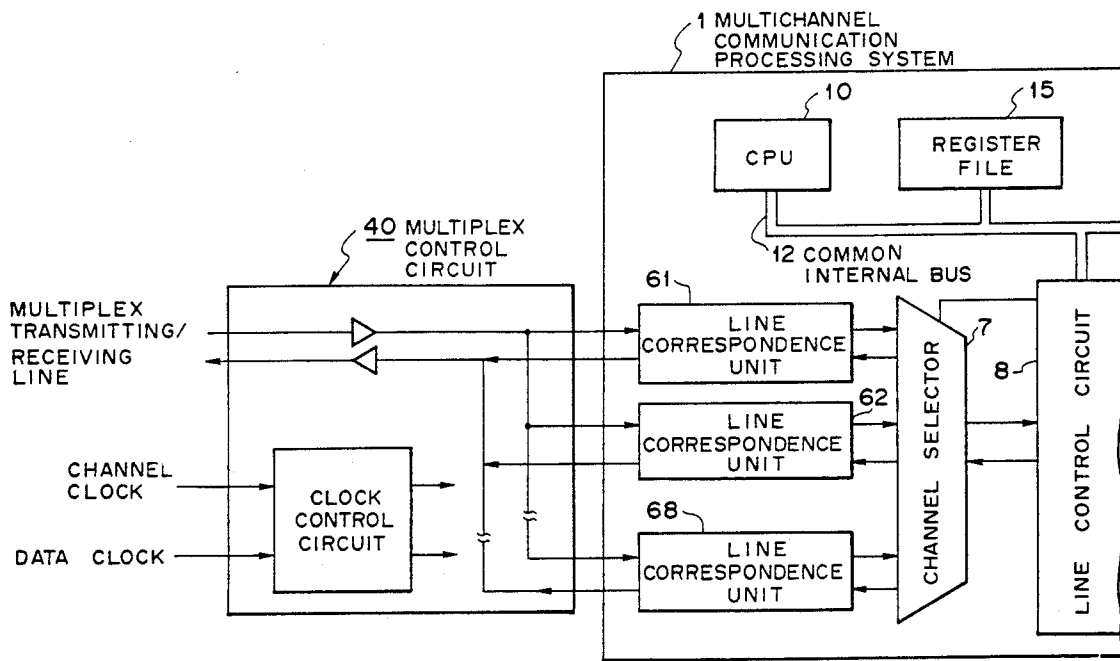 1 MULTICHANNEL
COMMUNICATION
PROCESSING SYSTEM
10
15
CPU
REGISTER
FILE
40 MULTIPLEX
CONTROL
CIRCUIT
12 COMMON
INTERNAL BUS
MULTIPLEX
TRANSMITTING/
RECEIVING
LINE
61
LINE
CORRESPONDENCE
UNIT
62
LINE
CORRESPONDENCE
UNIT
68
LINE
CORRESPONDENCE
UNIT
7
CHANNEL SELECTOR
8
LINE CONTROL CIRCUIT
CHANNEL
CLOCK
DATA CLOCK
CLOCK
CONTROL
CIRCUIT